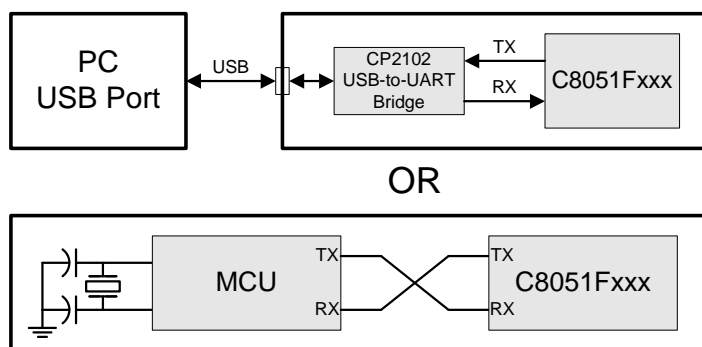 PC
USB Port
USB
CP2102
USB-to-UART
Bridge
TX
RX
C8051Fxxx
OR
MCU
TX
RX
TX
RX
C8051Fxxx